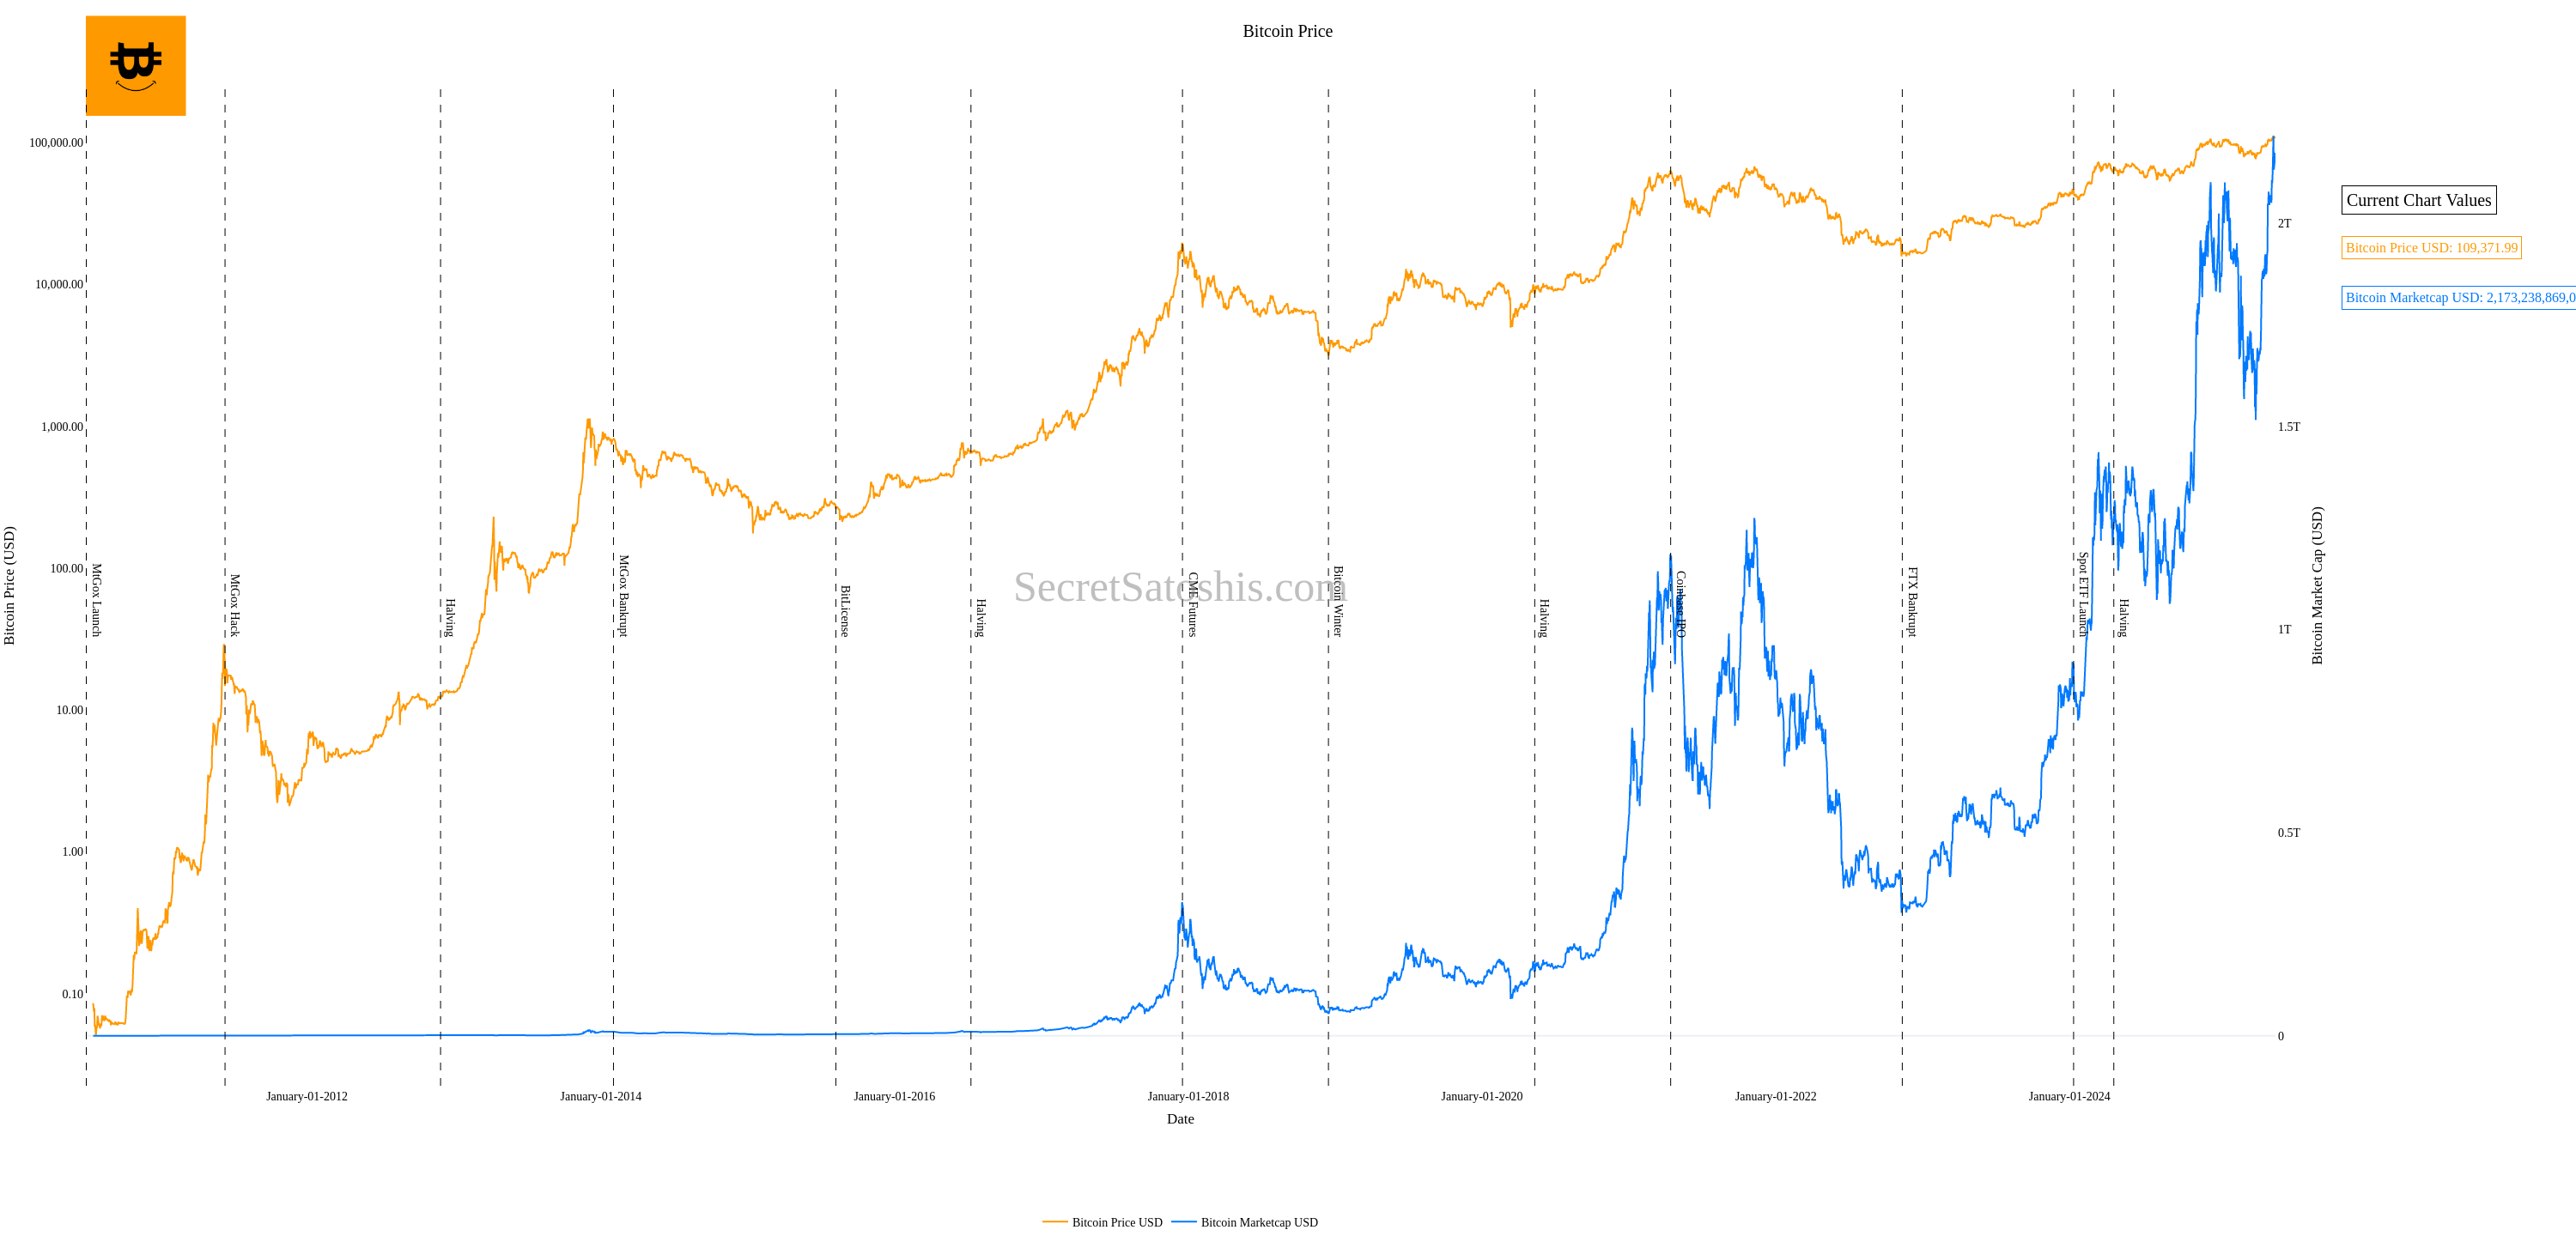 Bitcoin Price
100,000.00
10,000.00
1,000.00
100.00
10.00
1.00
0.10
Bitcoin Price (USD)
MtGox Launch
MtGox Hack
Halving
MtGox Bankrupt
BitLicense
Halving
CME Futures
Bitcoin Winter
Halving
Coinbase IPO
FTX Bankrupt
Spot ETF Launch
Halving
SecretSatoshis.com
2T
1.5T
1T
0.5T
0
Bitcoin Market Cap (USD)
Current Chart Values
Bitcoin Price USD: 109,371.99
Bitcoin Marketcap USD: 2,173,238,869,0
January-01-2012
January-01-2014
January-01-2016
January-01-2018
January-01-2020
January-01-2022
January-01-2024
Date
Bitcoin Price USD
Bitcoin Marketcap USD